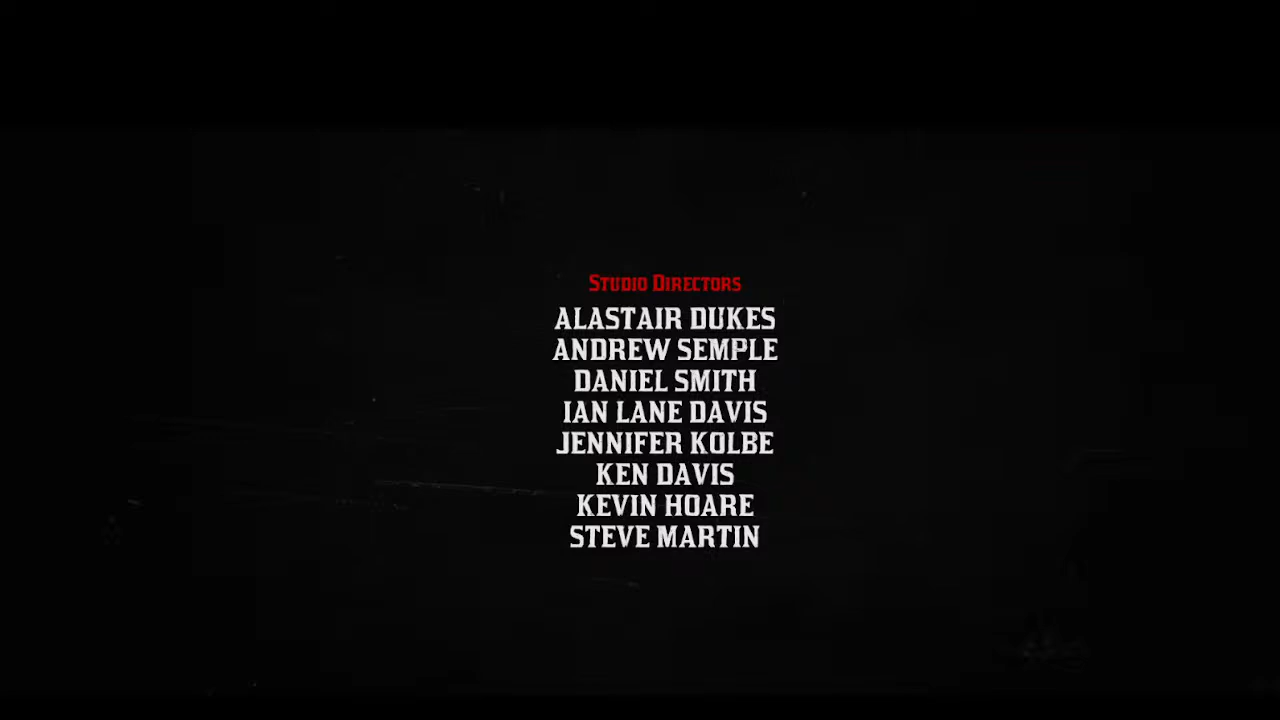 Studio Directors
ALASTAIR DUKES
ANDREW SEMPLE
DANIEL SMITH
IAN LANE DAVIS
JENNIFER KOLBE
KEN DAVIS
KEVIN HOARE
STEVE MARTIN